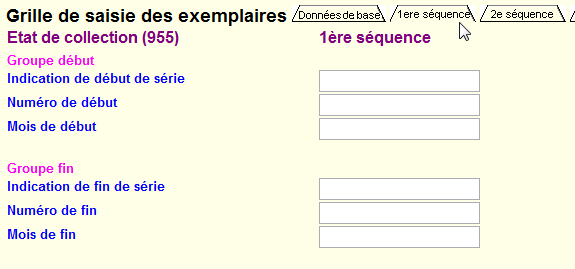 Grille de saisie des exemplaires Données de base 1ere séquence 2e séquence
Etat de collection (955) 1ère séquence
Groupe début
Indication de début de série
Numéro de début
Mois de début
Groupe fin
Indication de fin de série
Numéro de fin
Mois de fin